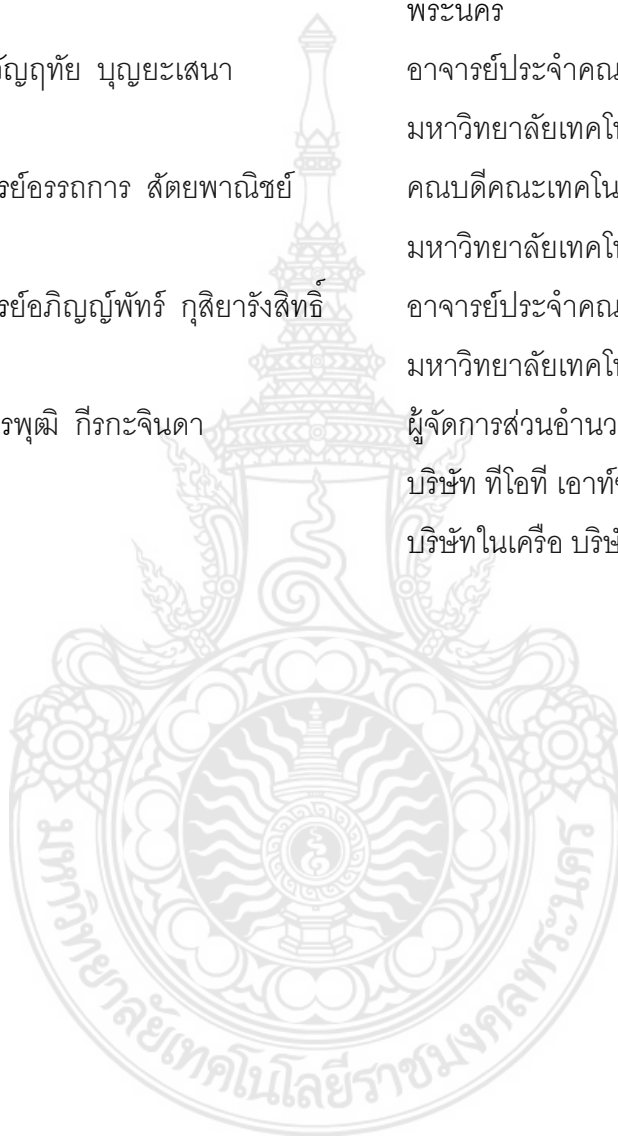 พระนคร
บุญยะเสนา อาจารย์ประจำคณ
มหาวิทยาลัยเทคโน
รย์อรรถการ สัตยพาณิชย์ คณบดีคณะเทคโน
มหาวิทยาลัยเทคโน
รย์อภิญญ์พัทร์ กุสิยารังสิทธิ์ อาจารย์ประจำคณ
มหาวิทยาลัยเทคโน
รพุฒิ กีรกะจินดา ผู้จัดการส่วนอำนว
บริษัท ทีโอที เอาท์
บริษัทในเครือ บริษั
มหาวิทยาลัยเทคโนโลยีราชมงคลพระนคร